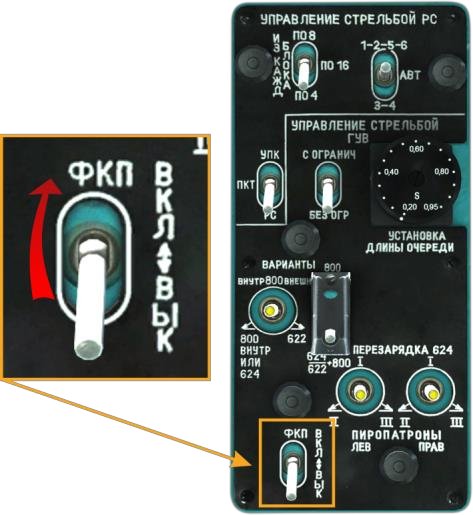 УПРАВЛЕНИЕ СТРЕЛЬБОЙ РС
ИЗ КАЖД
БЛОКА
ПО 8
ПО 16
ПО 4
1-2-5-6
АВТ
3-4
УПРАВЛЕНИЕ СТРЕЛЬБОЙ
ГУВ
УПК
ПКТ
РС
С ОГРАНИЧ
БЕЗ ОГР
0,60
0,40
0,80
S
0,20
0,95
УСТАНОВКА
ДЛИНЫ ОЧЕРЕДИ
ВАРИАНТЫ
ВНУТР800ВНЕШН
800
ВНУТР
ИЛИ
624
622
800
624
622
+800
ПЕРЕЗАРЯДКА 624
I
II
III
I
II
III
ПИРОПАТРОНЫ
ЛЕВ
ПРАВ
ФКП
ВКЛ
ВЫК
ФКП
ВКЛ
ВЫК